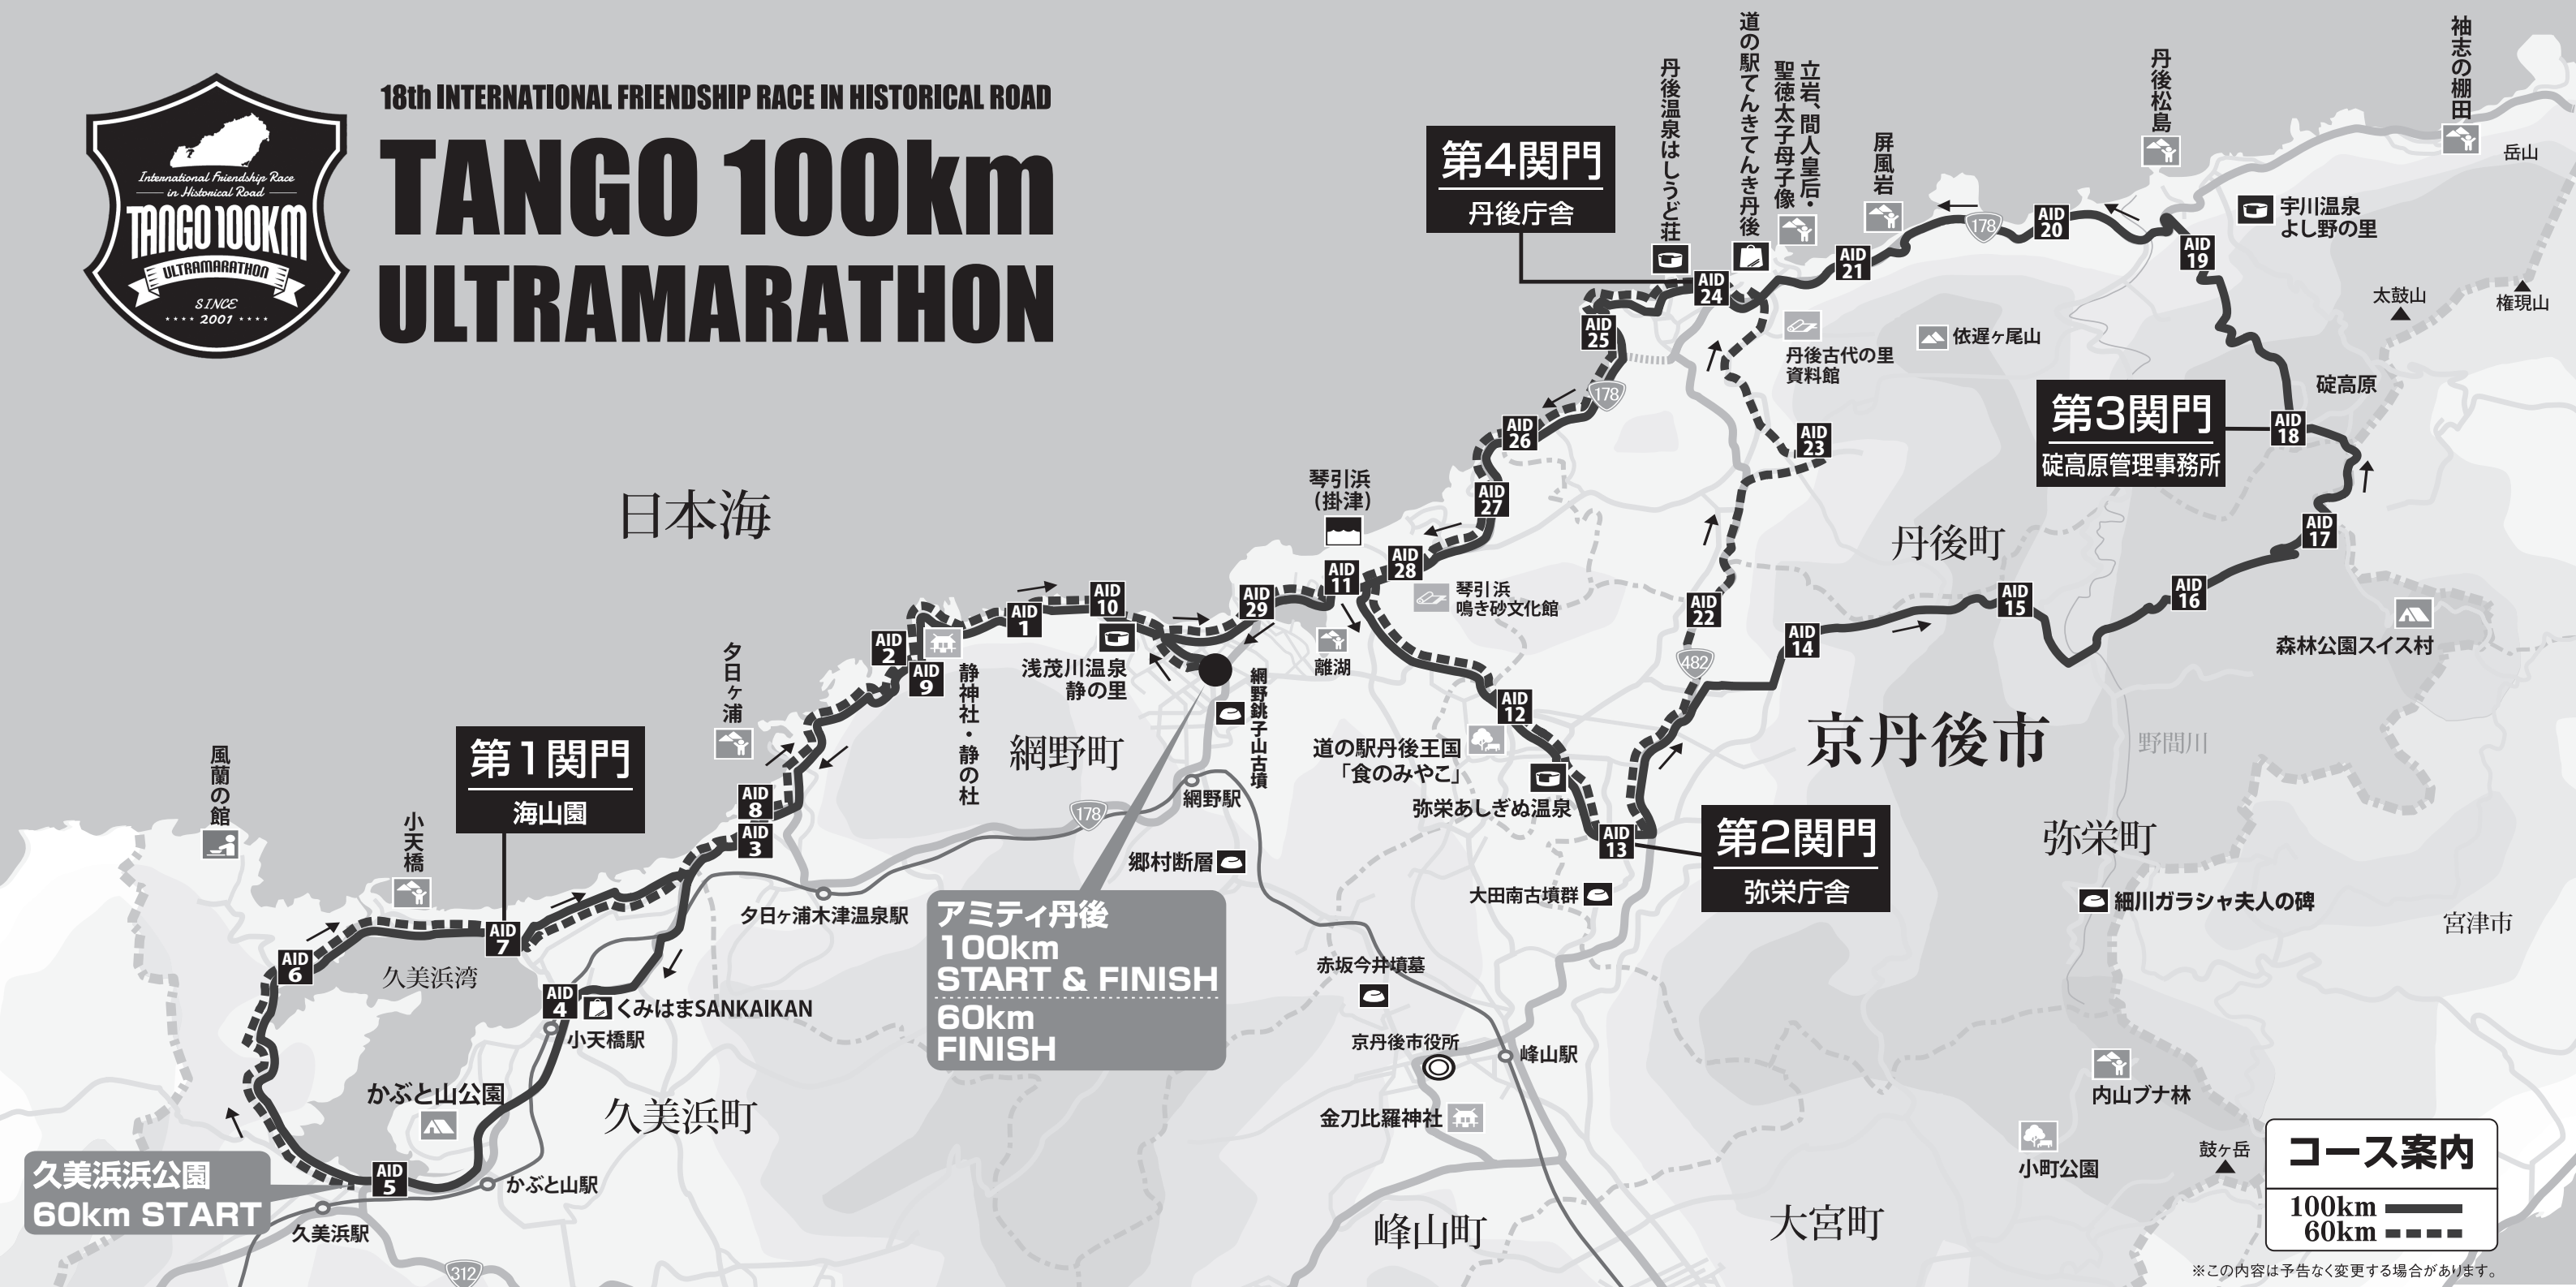 18th INTERNATIONAL FRIENDSHIP RACE IN HISTORICAL ROAD
TANGO 100km
ULTRAMARATHON
International Friendship Race
in Historical Road
TANGO 100KM
ULTRAMARATHON
SINCE
2001
日本海
風蘭の館
小天橋
第1関門
海山園
夕日ヶ浦
静神社・静の杜
浅茂川温泉
静の里
網野町
網野銚子山古墳
網野駅
郷村断層
夕日ヶ浦木津温泉駅
久美浜湾
くみはまSANKAIKAN
小天橋駅
かぶと山公園
久美浜町
かぶと山駅
久美浜駅
久美浜浜公園
60km START
アミティ丹後
100km
START & FINISH
60km
FINISH
AID
1
AID
2
AID
3
AID
4
AID
5
AID
6
AID
7
AID
8
AID
9
AID
10
AID
11
AID
12
AID
13
AID
14
AID
15
AID
16
AID
17
AID
18
AID
19
AID
20
AID
21
AID
22
AID
23
AID
24
AID
25
AID
26
AID
27
AID
28
AID
29
178
178
178
482
312
琴引浜
(掛津)
離湖
琴引浜
鳴き砂文化館
道の駅丹後王国
「食のみやこ」
弥栄あしぎぬ温泉
大田南古墳群
第2関門
弥栄庁舎
赤坂今井墳墓
京丹後市役所
峰山駅
金刀比羅神社
峰山町
大宮町
第4関門
丹後庁舎
丹後温泉はしうど荘
道の駅てんきてんき丹後
立岩、間人皇后・
聖徳太子母子像
屏風岩
丹後松島
袖志の棚田
岳山
宇川温泉
よし野の里
太鼓山
権現山
丹後古代の里
資料館
依遅ヶ尾山
碇高原
第3関門
碇高原管理事務所
丹後町
森林公園スイス村
京丹後市
野間川
弥栄町
細川ガラシャ夫人の碑
宮津市
内山ブナ林
小町公園
鼓ヶ岳
コース案内
100km
60km
※この内容は予告なく変更する場合があります。